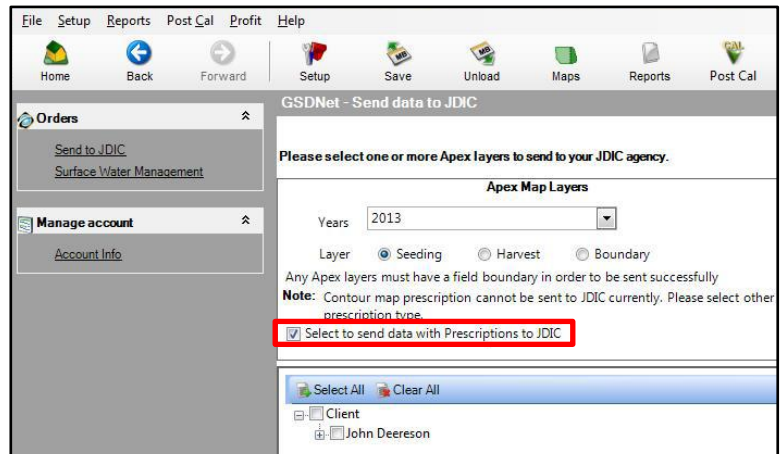 File Setup Reports Post Cal Profit Help
Home Back Forward Setup Save Unload Maps Reports Post Cal
GSDNet - Send data to JDIC
Orders
Send to JDIC
Surface Water Management
Manage account
Account Info
Please select one or more Apex layers to send to your JDIC agency.
Apex Map Layers
Years 2013
Layer Seeding Harvest Boundary
Any Apex layers must have a field boundary in order to be sent successfully
Note: Contour map prescription cannot be sent to JDIC currently. Please select other
prescription type.
Select to send data with Prescriptions to JDIC
Select All Clear All
Client
John Deereson